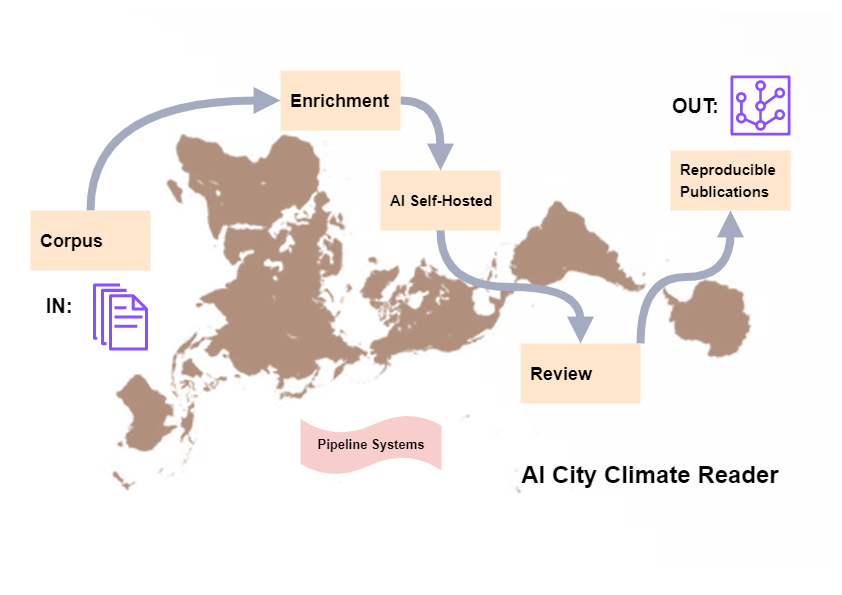 Enrichment
OUT:
AI Self-Hosted
Reproducible
Publications
Corpus
IN:
Review
Pipeline Systems
AI City Climate Reader